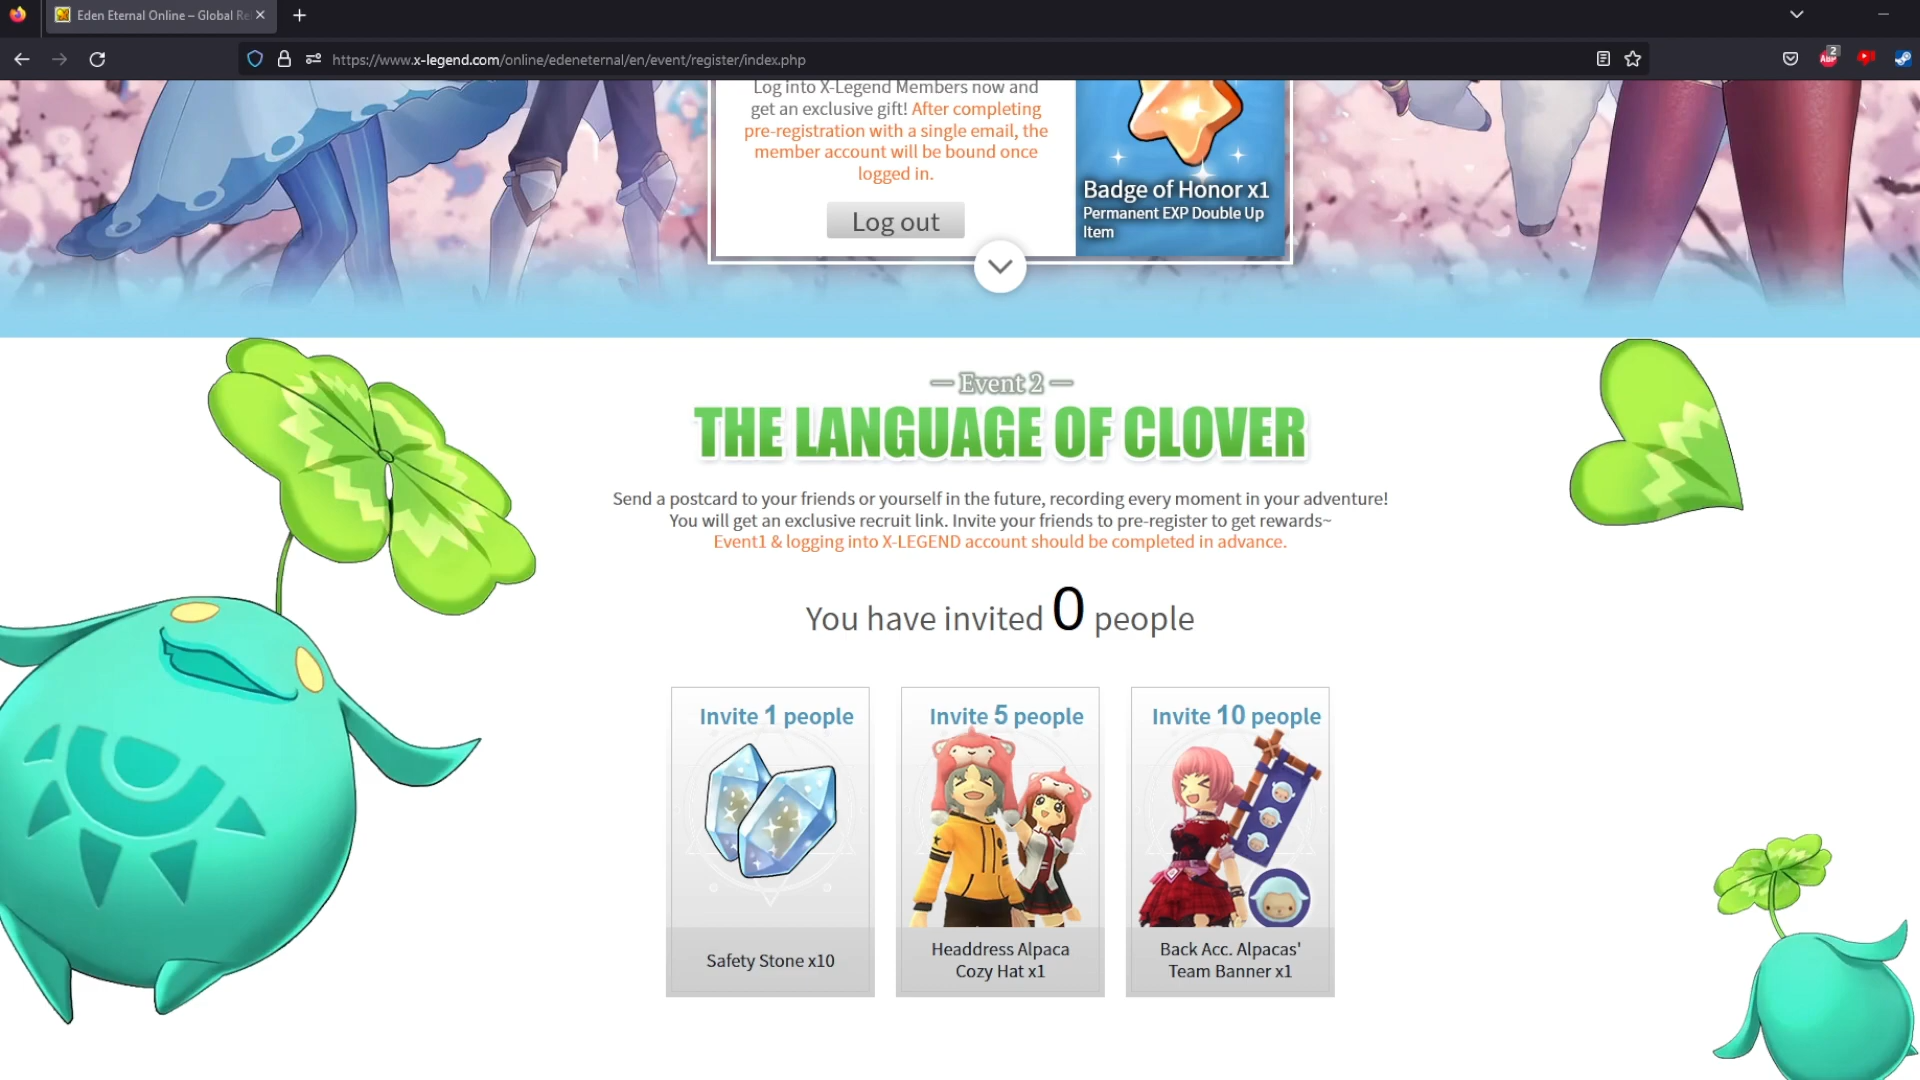 Eden Eternal Online – Global Re
https://www.x-legend.com/online/edeneternal/en/event/register/index.php
2
ABP
Log into X-Legend Members now and
get an exclusive gift! After completing
pre-registration with a single email, the
member account will be bound once
logged in.
Log out
Badge of Honor x1
Permanent EXP Double Up
Item
— Event 2 —
THE LANGUAGE OF CLOVER
Send a postcard to your friends or yourself in the future, recording every moment in your adventure!
You will get an exclusive recruit link. Invite your friends to pre-register to get rewards~
Event1 & logging into X-LEGEND account should be completed in advance.
You have invited 0 people
Invite 1 people
Safety Stone x10
Invite 5 people
Headdress Alpaca
Cozy Hat x1
Invite 10 people
Back Acc. Alpacas'
Team Banner x1